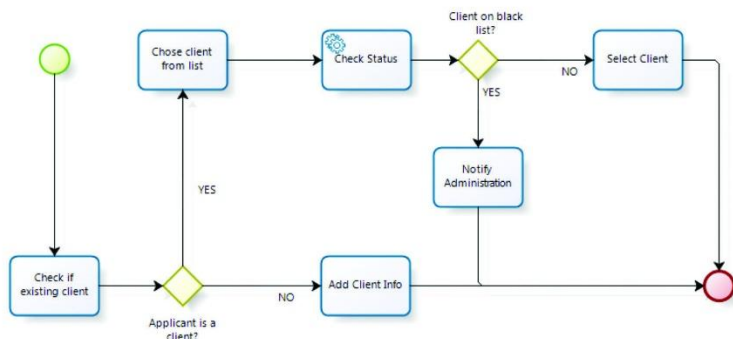 Client on black
list?
Chose client
from list
Check Status
NO
Select Client
YES
Notify
Administration
YES
Check if
existing client
NO
Add Client Info
Applicant is a
client?